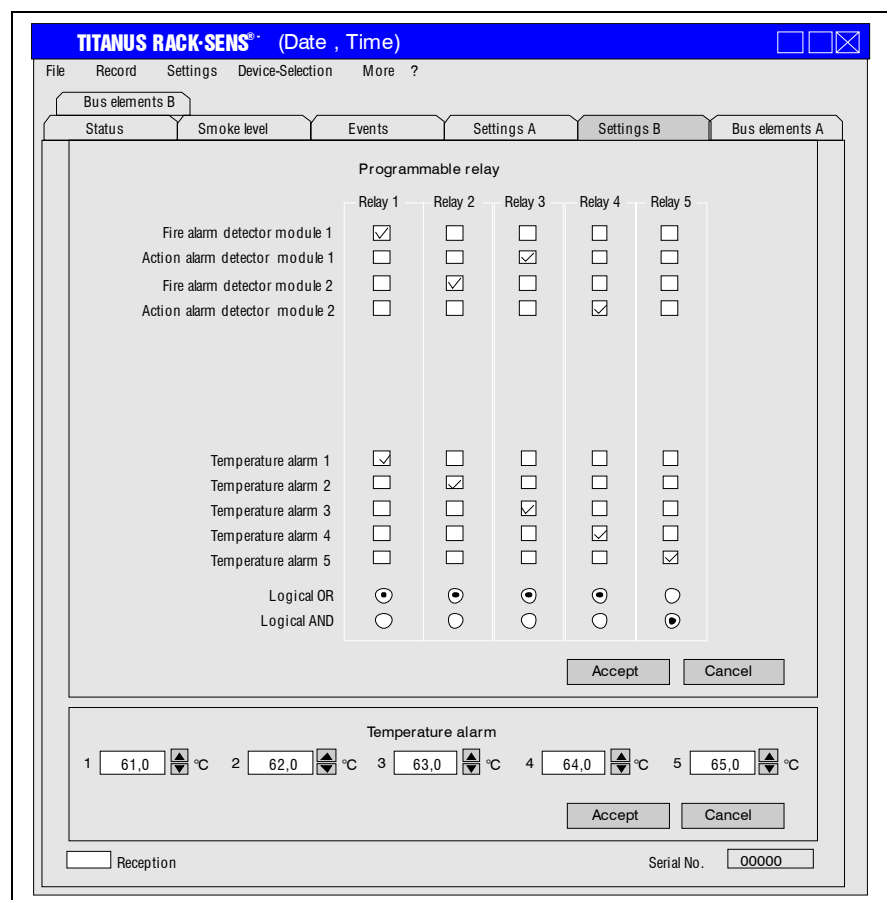 TITANUS RACK·SENS®- (Date , Time)
File Record Settings Device-Selection More ?
Bus elements B
Status Smoke level Events Settings A Settings B Bus elements A
Programmable relay
Relay 1 Relay 2 Relay 3 Relay 4 Relay 5
Fire alarm detector module 1
Action alarm detector module 1
Fire alarm detector module 2
Action alarm detector module 2
Temperature alarm 1
Temperature alarm 2
Temperature alarm 3
Temperature alarm 4
Temperature alarm 5
Logical OR
Logical AND
Accept Cancel
Temperature alarm
1 61,0 °C 2 62,0 °C 3 63,0 °C 4 64,0 °C 5 65,0 °C
Accept Cancel
Reception Serial No. 00000